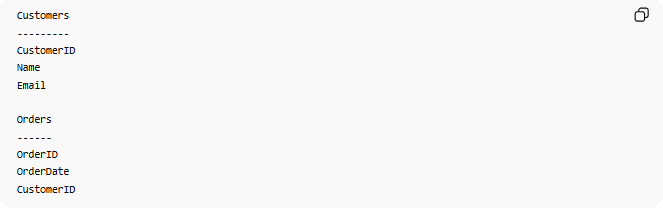 Customers
---------
CustomerID
Name
Email
Orders
------
OrderID
OrderDate
CustomerID